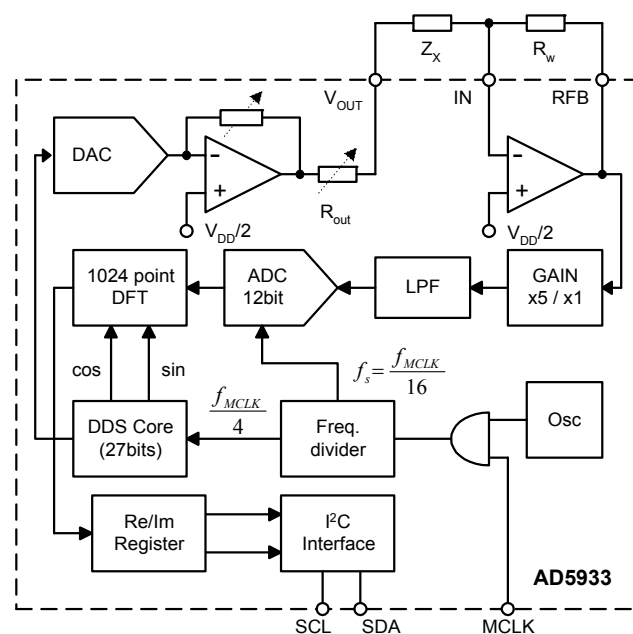 Z_X
R_w
V_OUT
IN
RFB
DAC
−
+
−
+
R_out
V_DD/2
V_DD/2
1024 point
DFT
ADC
12bit
LPF
GAIN
x5 / x1
cos
sin
f_s = f_MCLK / 16
f_MCLK / 4
DDS Core
(27bits)
Freq.
divider
Osc
Re/Im
Register
I²C
Interface
AD5933
SCL
SDA
MCLK